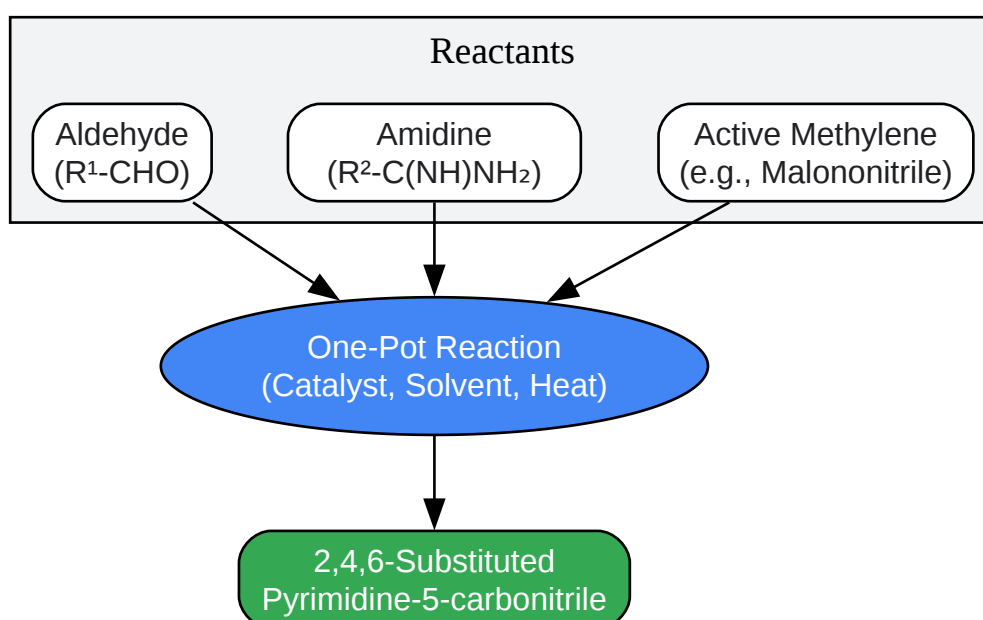 Reactants
Aldehyde
(R¹-CHO)
Amidine
(R²-C(NH)NH₂)
Active Methylene
(e.g., Malononitrile)
One-Pot Reaction
(Catalyst, Solvent, Heat)
2,4,6-Substituted
Pyrimidine-5-carbonitrile